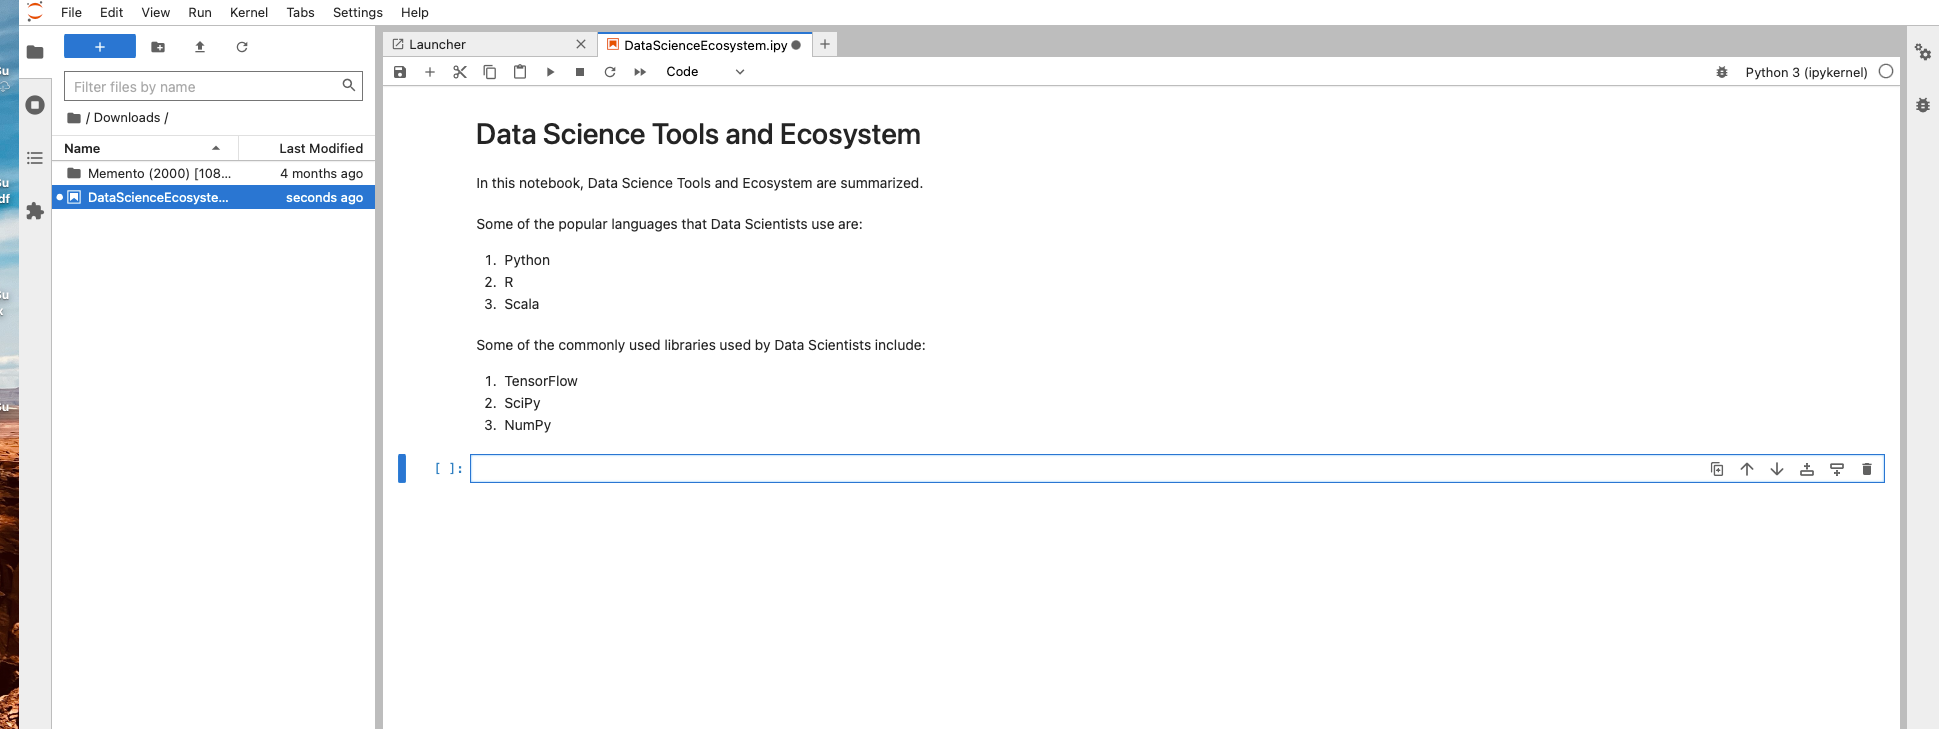 File Edit View Run Kernel Tabs Settings Help
Launcher
DataScienceEcosystem.ipy
Code
Python 3 (ipykernel)
Filter files by name
/ Downloads /
Name Last Modified
Memento (2000) [108... 4 months ago
DataScienceEcosyste... seconds ago
Data Science Tools and Ecosystem
In this notebook, Data Science Tools and Ecosystem are summarized.
Some of the popular languages that Data Scientists use are:
1. Python
2. R
3. Scala
Some of the commonly used libraries used by Data Scientists include:
1. TensorFlow
2. SciPy
3. NumPy
[ ]: